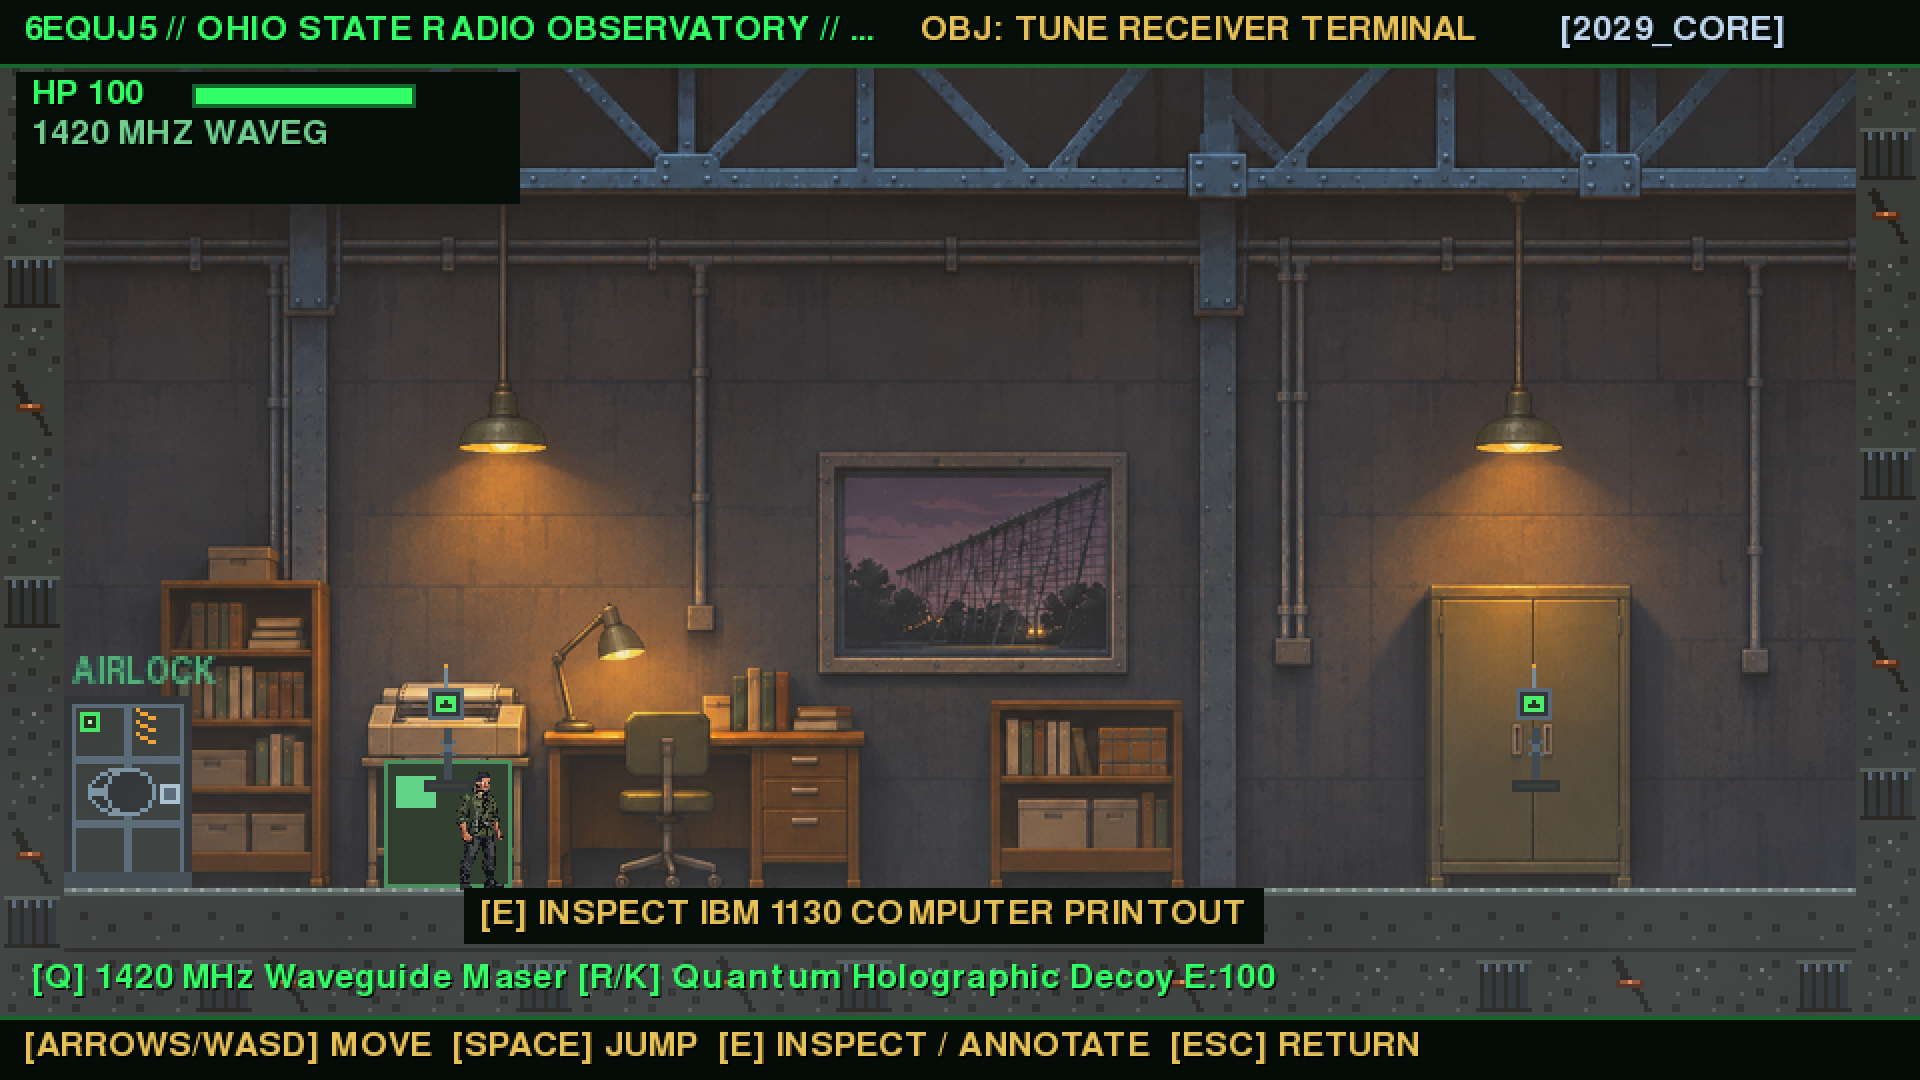 6EQUJ5 // OHIO STATE RADIO OBSERVATORY // ... OBJ: TUNE RECEIVER TERMINAL [2029_CORE]
HP 100
1420 MHZ WAVEG
AIRLOCK
[E] INSPECT IBM 1130 COMPUTER PRINTOUT
[Q] 1420 MHz Waveguide Maser [R/K] Quantum Holographic Decoy E:100
[ARROWS/WASD] MOVE [SPACE] JUMP [E] INSPECT / ANNOTATE [ESC] RETURN